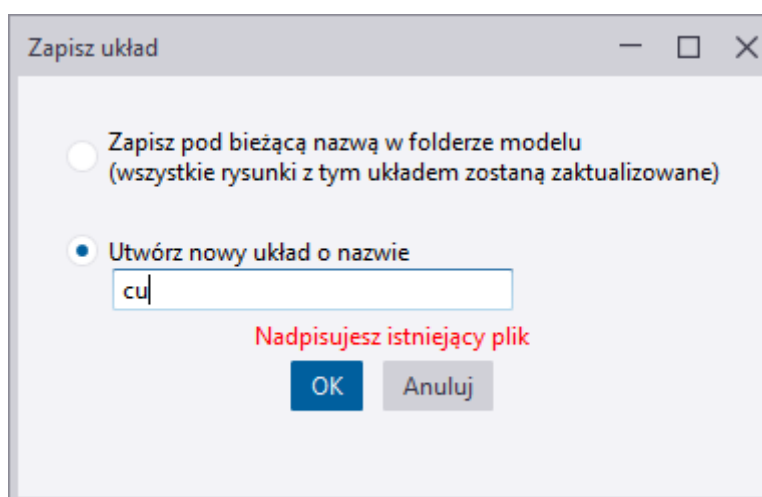 Zapisz układ
Zapisz pod bieżącą nazwą w folderze modelu
(wszystkie rysunki z tym układem zostaną zaktualizowane)
Utwórz nowy układ o nazwie
cu
Nadpisujesz istniejący plik
OK Anuluj